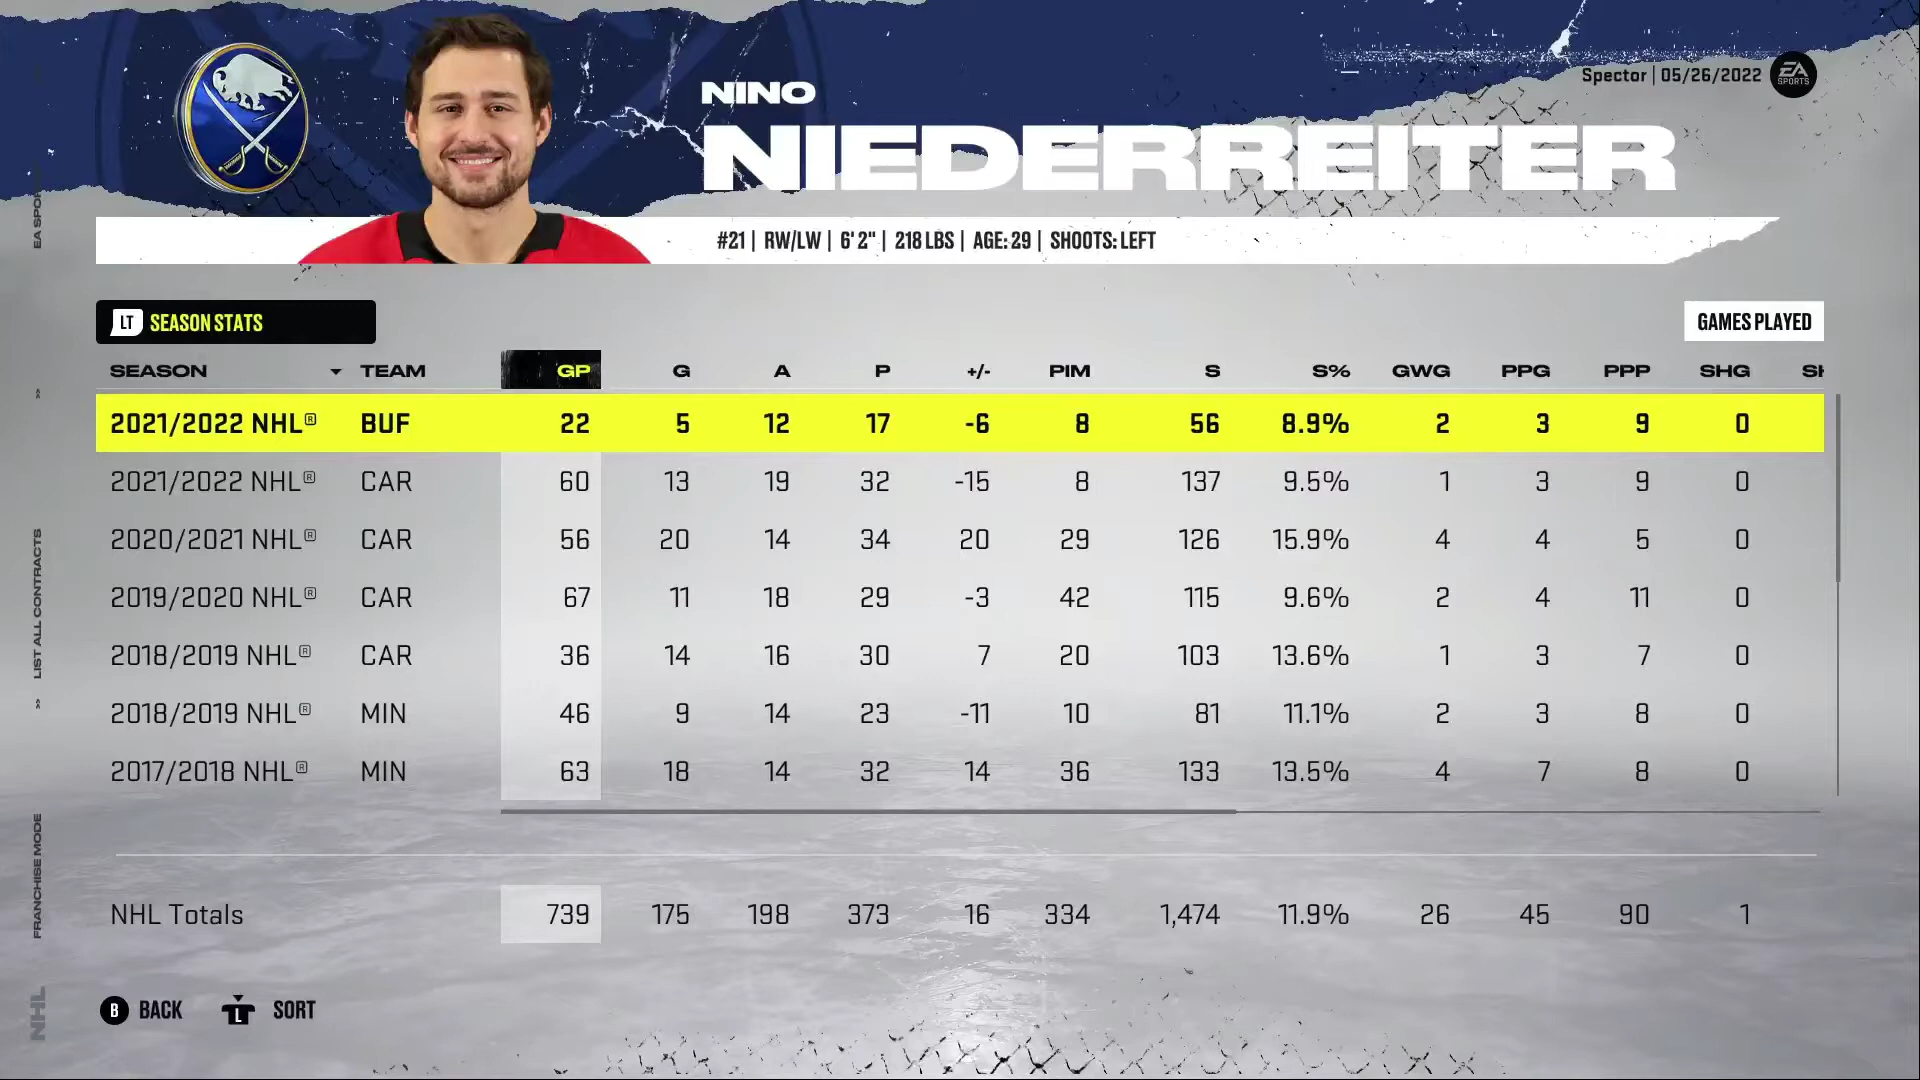 Spector | 05/26/2022
EA SPORTS
NINO
NIEDERREITER
#21 | RW/LW | 6' 2" | 218 LBS | AGE: 29 | SHOOTS: LEFT
LT SEASON STATS
GAMES PLAYED
SEASON TEAM GP G A P +/- PIM S S% GWG PPG PPP SHG
2021/2022 NHL® BUF 22 5 12 17 -6 8 56 8.9% 2 3 9 0
2021/2022 NHL® CAR 60 13 19 32 -15 8 137 9.5% 1 3 9 0
2020/2021 NHL® CAR 56 20 14 34 20 29 126 15.9% 4 4 5 0
2019/2020 NHL® CAR 67 11 18 29 -3 42 115 9.6% 2 4 11 0
2018/2019 NHL® CAR 36 14 16 30 7 20 103 13.6% 1 3 7 0
2018/2019 NHL® MIN 46 9 14 23 -11 10 81 11.1% 2 3 8 0
2017/2018 NHL® MIN 63 18 14 32 14 36 133 13.5% 4 7 8 0
NHL Totals 739 175 198 373 16 334 1,474 11.9% 26 45 90 1
B BACK L SORT
NHL FRANCHISE MODE >> LIST ALL CONTRACTS >>